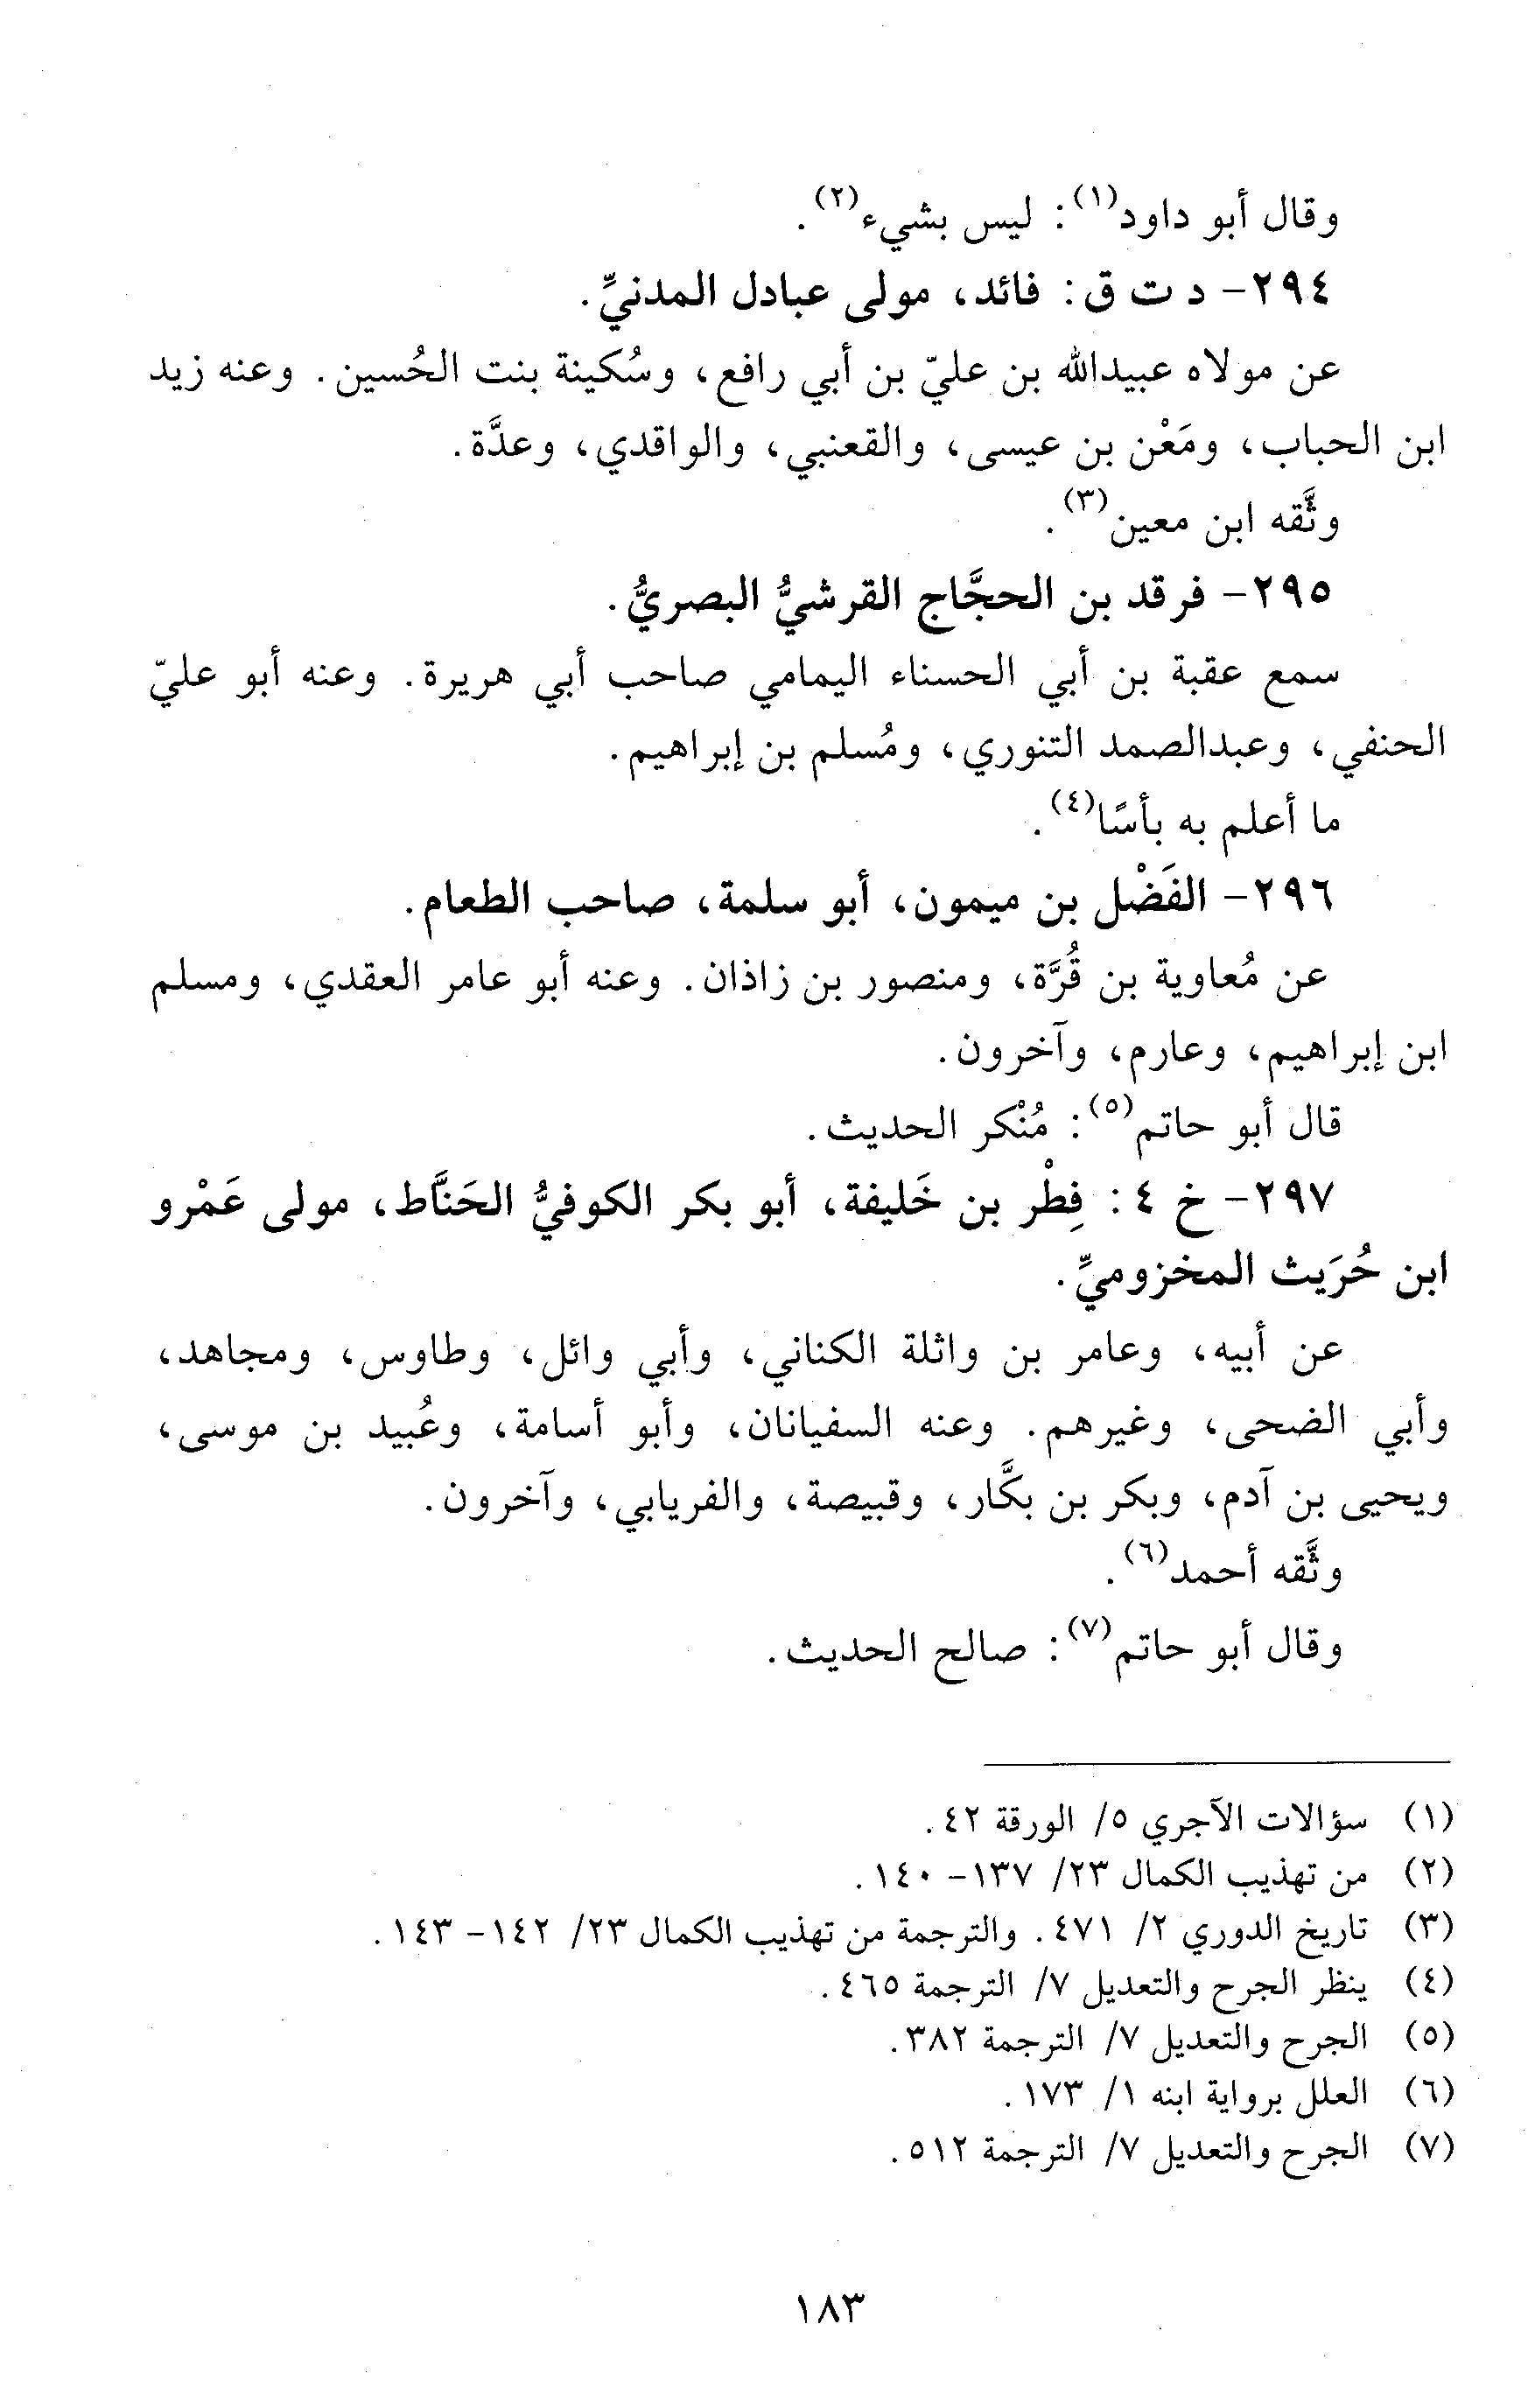 وقال أبو داود(١): ليس بشيء(٢).
٢٩٤- د ت ق: فائد، مولى عبادل المدنيِّ.
عن مولاه عبيدالله بن عليّ بن أبي رافع، وسُكينة بنت الحُسين. وعنه زيد
ابن الحباب، ومَعْن بن عيسى، والقعنبي، والواقدي، وعدَّة.
وثَّقه ابن معين(٣).
٢٩٥- فرقد بن الحجَّاج القرشيُّ البصريُّ.
سمع عقبة بن أبي الحسناء اليمامي صاحب أبي هريرة. وعنه أبو عليّ
الحنفي، وعبدالصمد التنوري، ومُسلم بن إبراهيم.
ما أعلم به بأسًا(٤).
٢٩٦- الفَضْل بن ميمون، أبو سلمة، صاحب الطعام.
عن مُعاوية بن قُرَّة، ومنصور بن زاذان. وعنه أبو عامر العقدي، ومسلم
ابن إبراهيم، وعارم، وآخرون.
قال أبو حاتم(٥): مُنْكر الحديث.
٢٩٧- خ ٤: فِطْر بن خَليفة، أبو بكر الكوفيُّ الحَنَّاط، مولى عَمْرو
ابن حُرَيث المخزوميِّ.
عن أبيه، وعامر بن واثلة الكناني، وأبي وائل، وطاوس، ومجاهد،
وأبي الضحى، وغيرهم. وعنه السفيانان، وأبو أسامة، وعُبيد بن موسى،
ويحيى بن آدم، وبكر بن بكَّار، وقبيصة، والفريابي، وآخرون.
وثَّقه أحمد(٦).
وقال أبو حاتم(٧): صالح الحديث.
(١) سؤالات الآجري ٥/ الورقة ٤٢.
(٢) من تهذيب الكمال ٢٣/ ١٣٧- ١٤٠.
(٣) تاريخ الدوري ٢/ ٤٧١. والترجمة من تهذيب الكمال ٢٣/ ١٤٢- ١٤٣.
(٤) ينظر الجرح والتعديل ٧/ الترجمة ٤٦٥.
(٥) الجرح والتعديل ٧/ الترجمة ٣٨٢.
(٦) العلل برواية ابنه ١/ ١٧٣.
(٧) الجرح والتعديل ٧/ الترجمة ٥١٢.
١٨٣